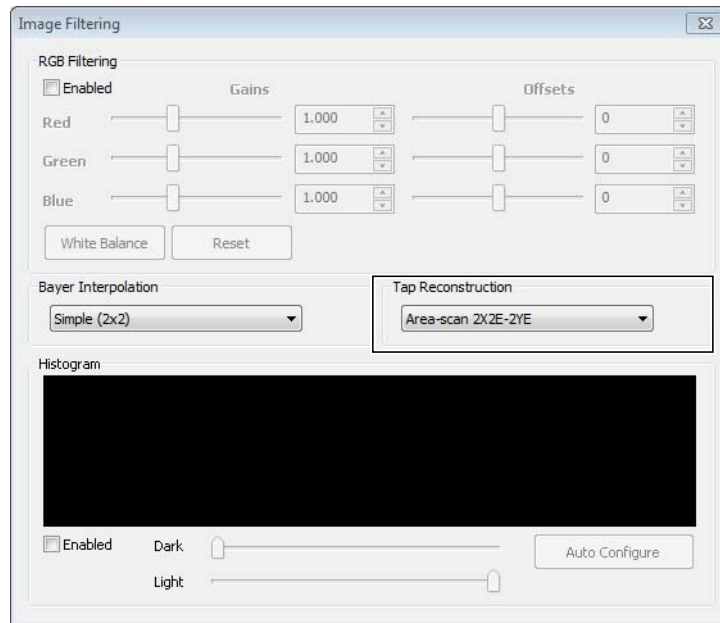 Image Filtering
RGB Filtering
Enabled Gains Offsets
Red 1.000 0
Green 1.000 0
Blue 1.000 0
White Balance Reset
Bayer Interpolation Tap Reconstruction
Simple (2x2) Area-scan 2X2E-2YE
Histogram
Enabled Dark Auto Configure
Light